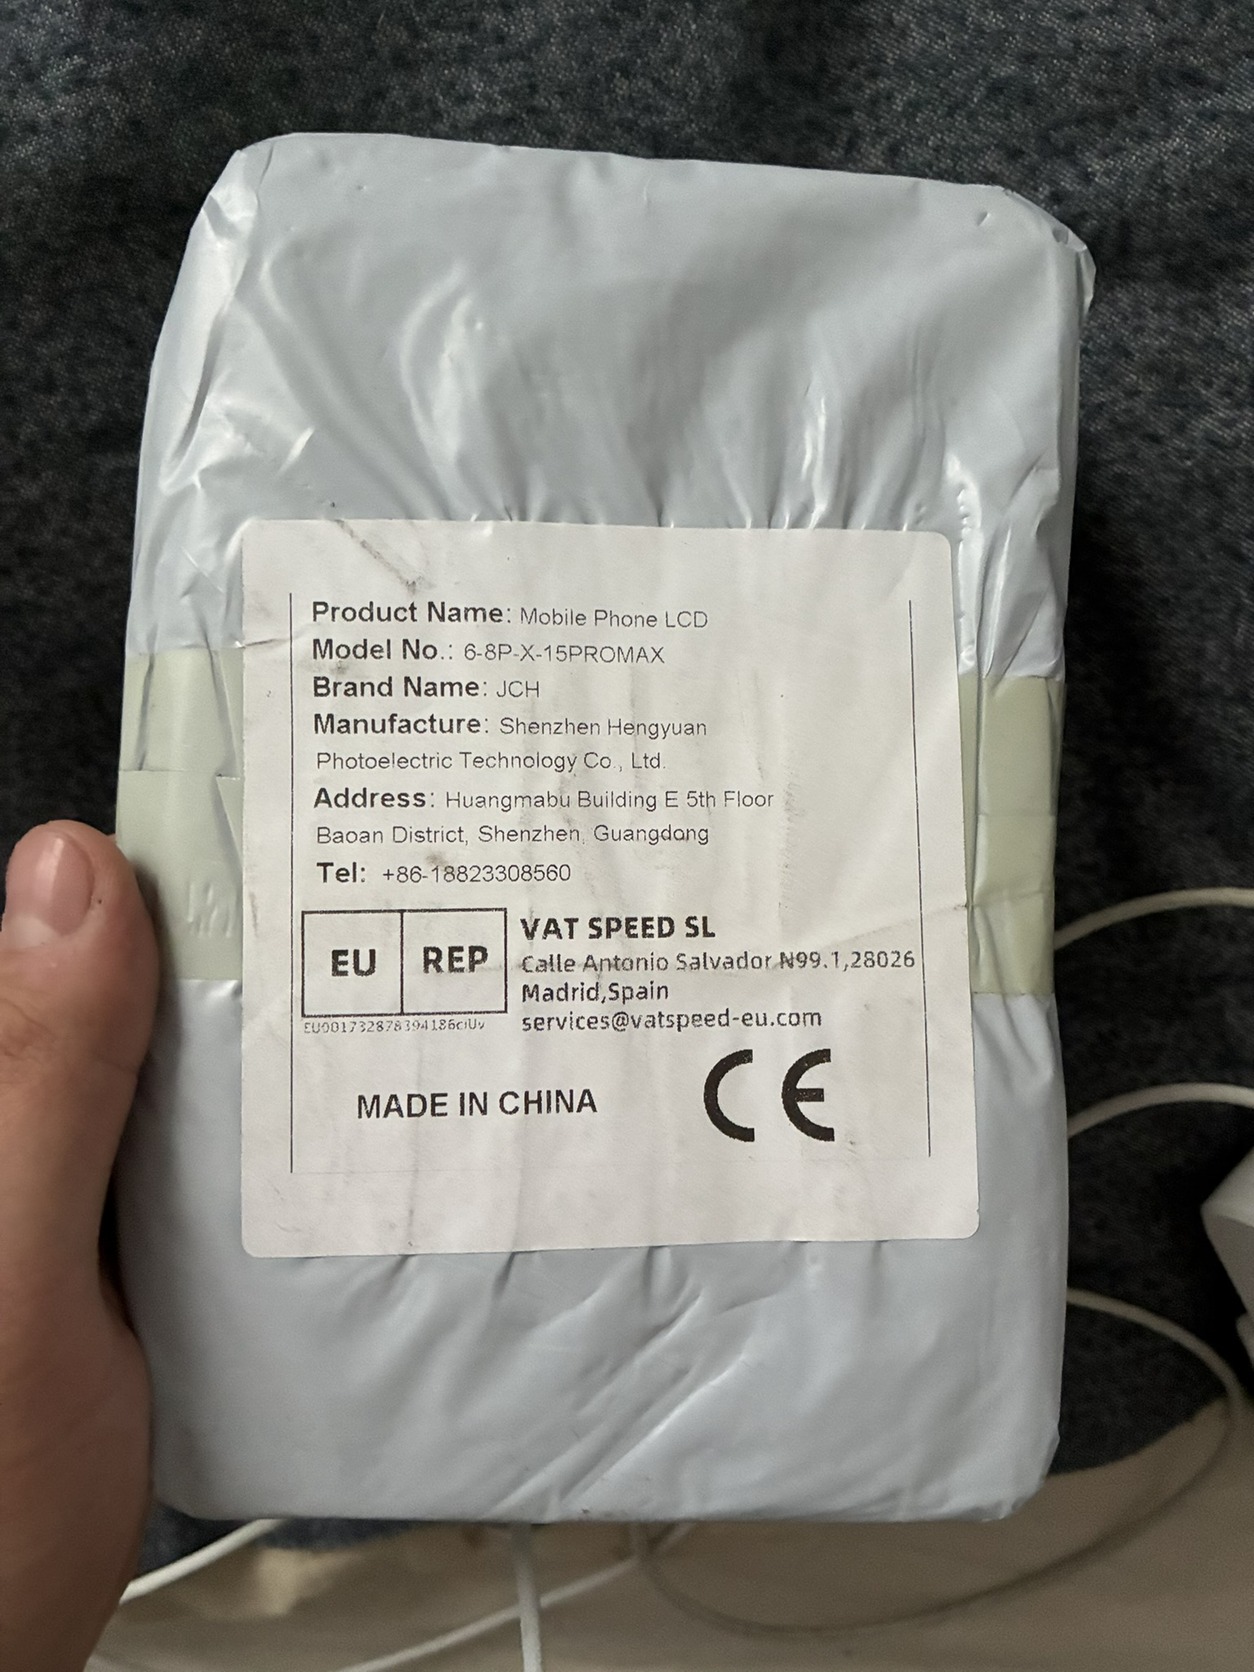 Product Name: Mobile Phone LCD
Model No.: 6-8P-X-15PROMAX
Brand Name: JCH
Manufacture: Shenzhen Hengyuan
Photoelectric Technology Co., Ltd.
Address: Huangmabu Building E 5th Floor
Baoan District, Shenzhen, Guangdong
Tel: +86-18823308560
EU REP
VAT SPEED SL
Calle Antonio Salvador N99.1,28026
Madrid,Spain
services@vatspeed-eu.com
MADE IN CHINA
CE